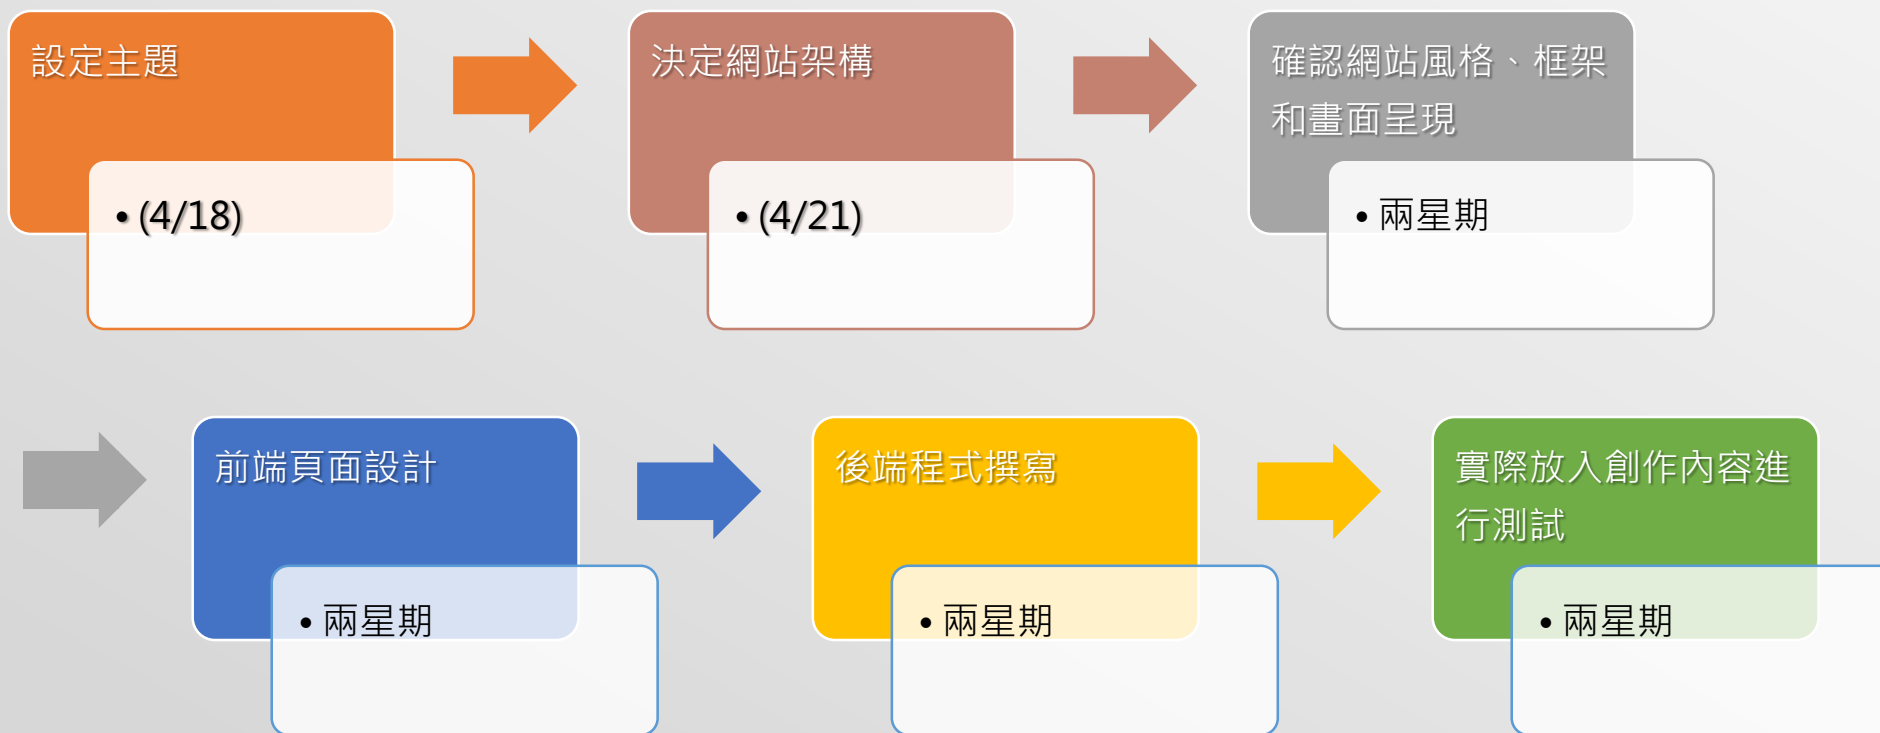 設定主題
• (4/18)
決定網站架構
• (4/21)
確認網站風格、框架
和畫面呈現
• 兩星期
前端頁面設計
• 兩星期
後端程式撰寫
• 兩星期
實際放入創作內容進
行測試
• 兩星期